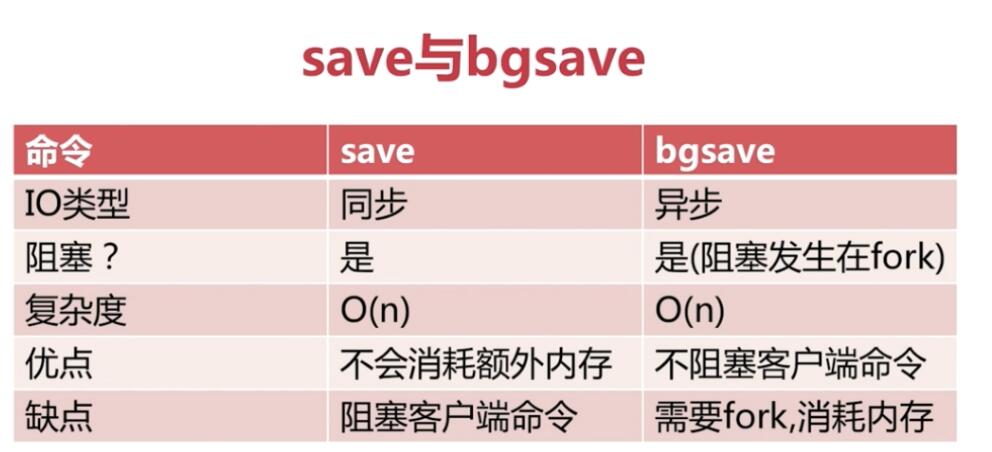 save与bgsave
命令 save bgsave
IO类型 同步 异步
阻塞？ 是 是(阻塞发生在fork)
复杂度 O(n) O(n)
优点 不会消耗额外内存 不阻塞客户端命令
缺点 阻塞客户端命令 需要fork,消耗内存